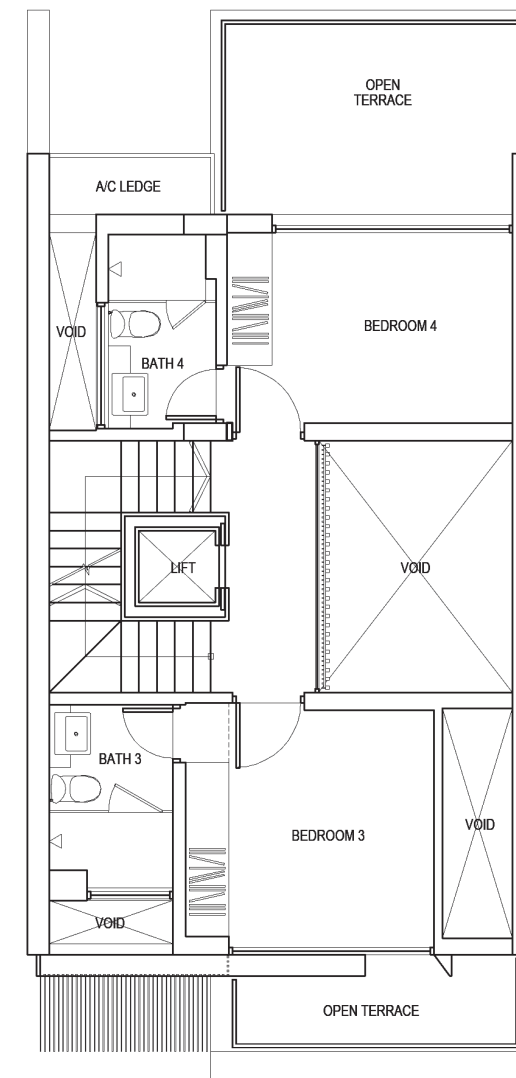 OPEN
TERRACE
A/C LEDGE
VOID
BEDROOM 4
BATH 4
LIFT
VOID
BATH 3
VOID
BEDROOM 3
VOID
OPEN TERRACE